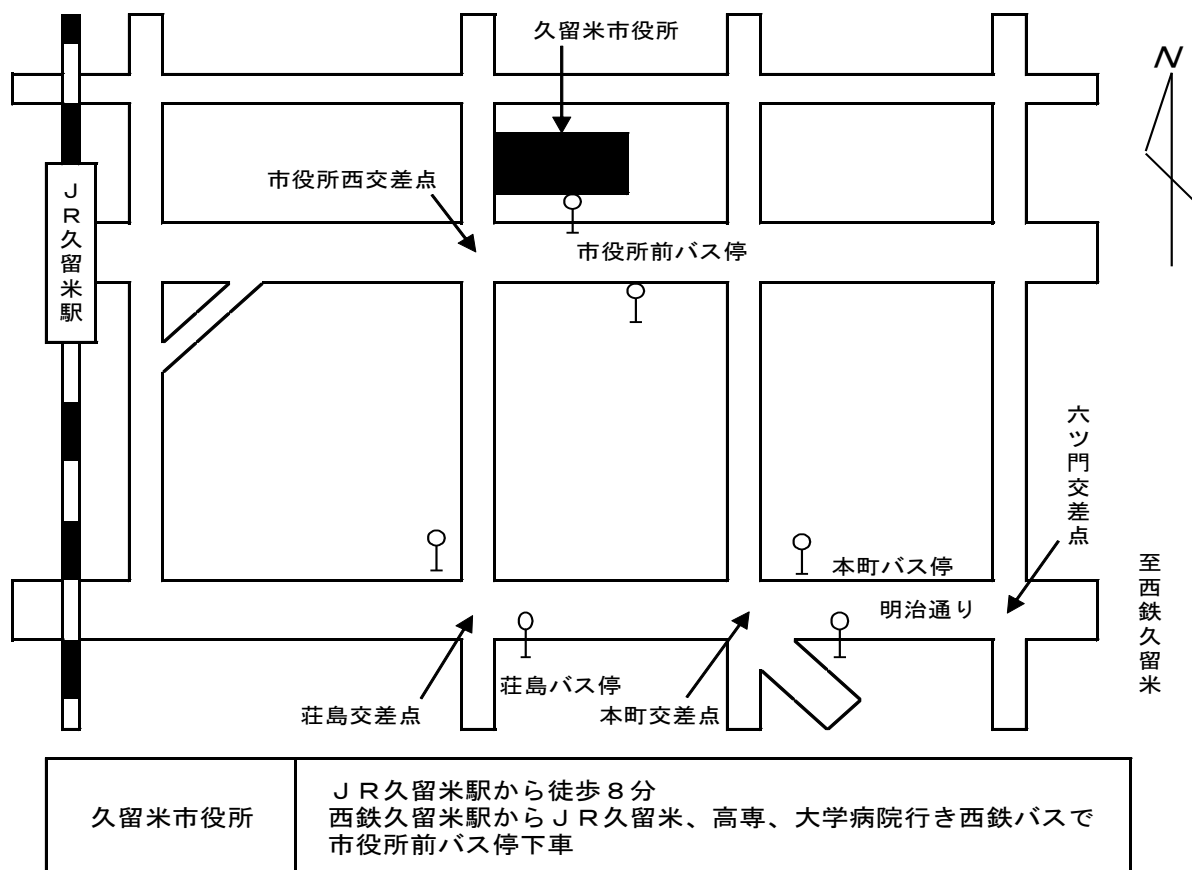 久留米市役所
N
市役所西交差点
ＪＲ久留米駅
市役所前バス停
六ツ門交差点
本町バス停
明治通り
至西鉄久留米
荘島バス停
荘島交差点
本町交差点
久留米市役所
ＪＲ久留米駅から徒歩８分
西鉄久留米駅からＪＲ久留米、高専、大学病院行き西鉄バスで
市役所前バス停下車